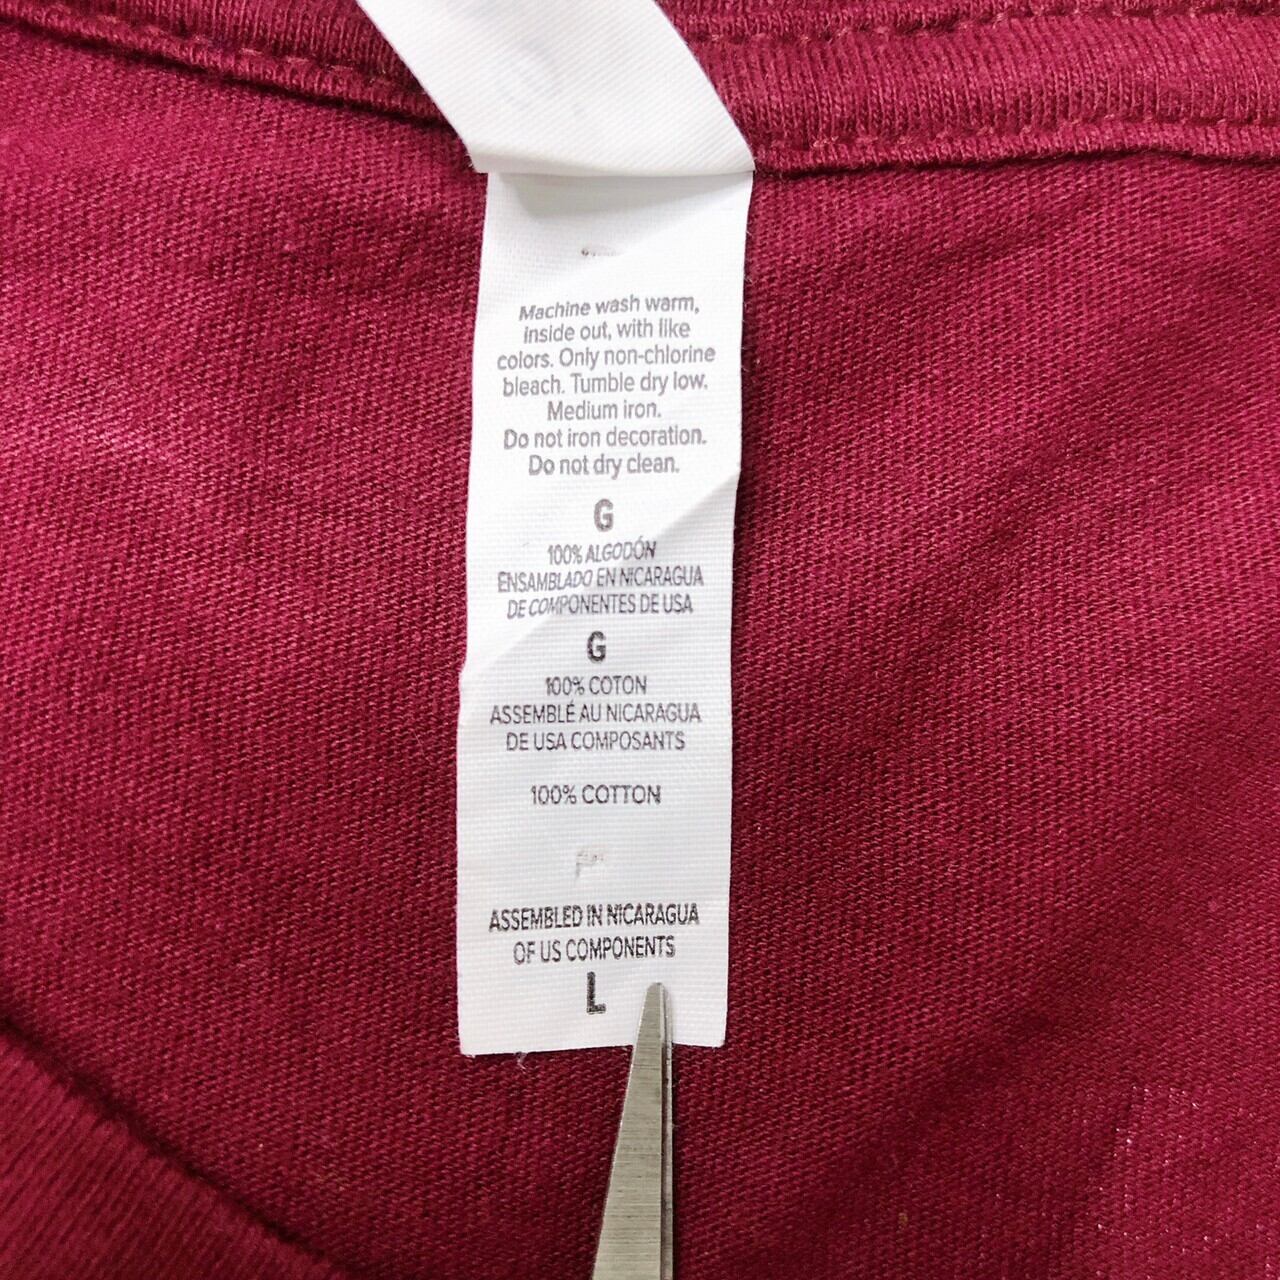 Machine wash warm,
inside out, with like
colors. Only non-chlorine
bleach. Tumble dry low.
Medium iron.
Do not iron decoration.
Do not dry clean.
G
100% ALGODÓN
ENSAMBLADO EN NICARAGUA
DE COMPONENTES DE USA
G
100% COTON
ASSEMBLÉ AU NICARAGUA
DE USA COMPOSANTS
100% COTTON
ASSEMBLED IN NICARAGUA
OF US COMPONENTS
L